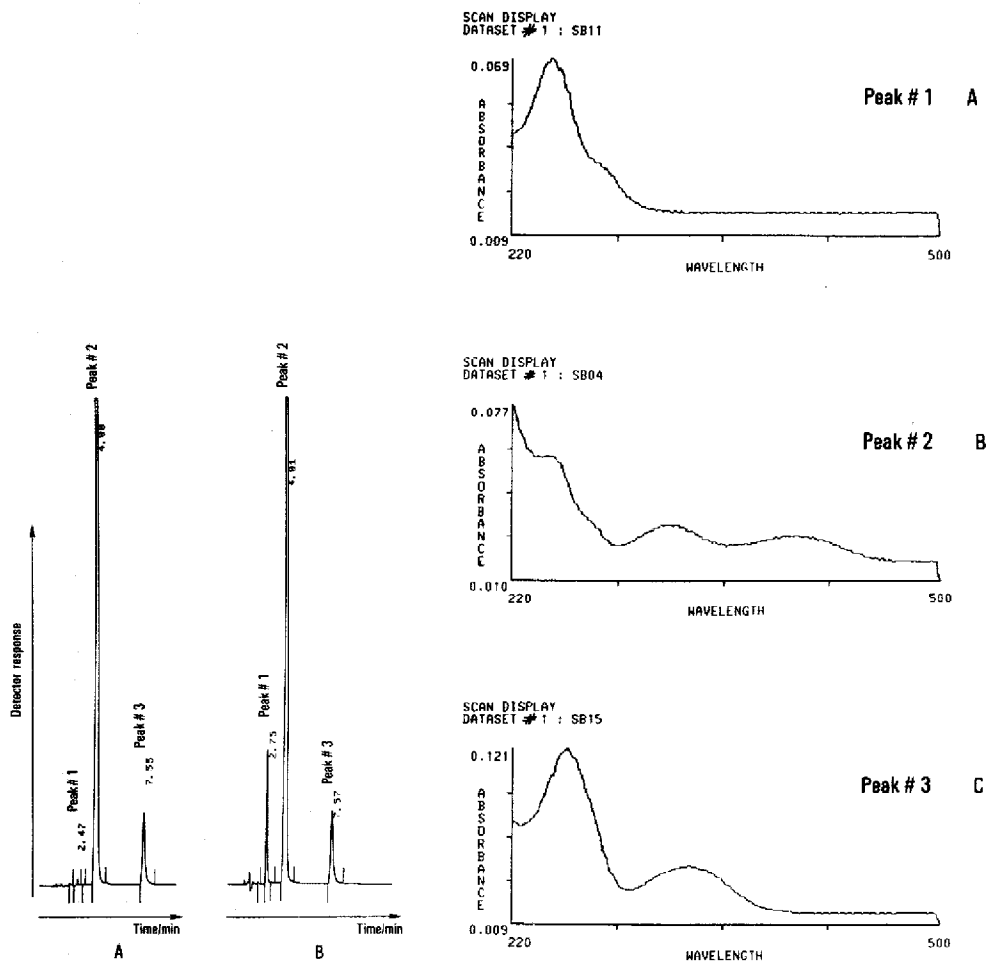 SCAN DISPLAY
DATASET # 1 : SB11
0.069
ABSORBANCE
0.009
220
500
WAVELENGTH
Peak # 1 A
SCAN DISPLAY
DATASET # 1 : SB04
0.077
ABSORBANCE
0.010
220
500
WAVELENGTH
Peak # 2 B
SCAN DISPLAY
DATASET # 1 : SB15
0.121
ABSORBANCE
0.009
220
500
WAVELENGTH
Peak # 3 C
Detector response
Peak # 1
2.47
Peak # 2
Peak # 3
7.55
Time/min
A
Peak # 1
2.75
Peak # 2
Peak # 3
7.57
Time/min
B